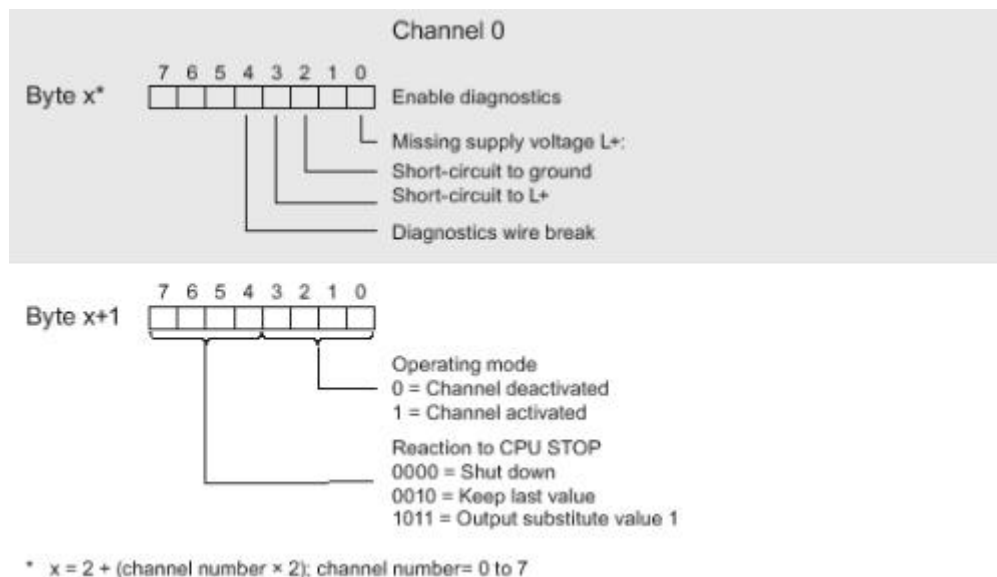 Channel 0
7 6 5 4 3 2 1 0
Byte x*
Enable diagnostics
Missing supply voltage L+:
Short-circuit to ground
Short-circuit to L+
Diagnostics wire break
7 6 5 4 3 2 1 0
Byte x+1
Operating mode
0 = Channel deactivated
1 = Channel activated
Reaction to CPU STOP
0000 = Shut down
0010 = Keep last value
1011 = Output substitute value 1
* x = 2 + (channel number × 2); channel number= 0 to 7